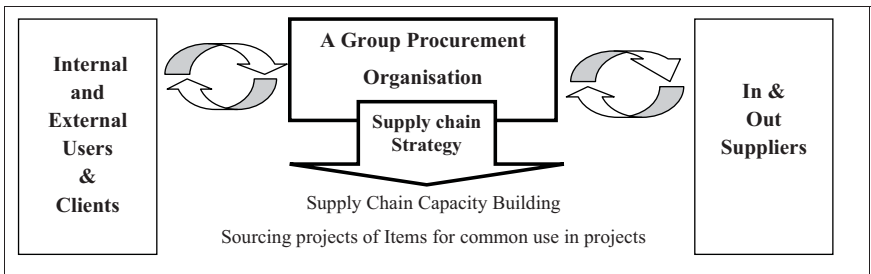 Internal
and
External
Users
&
Clients
A Group Procurement
Organisation
Supply chain
Strategy
Supply Chain Capacity Building
Sourcing projects of Items for common use in projects
In &
Out
Suppliers